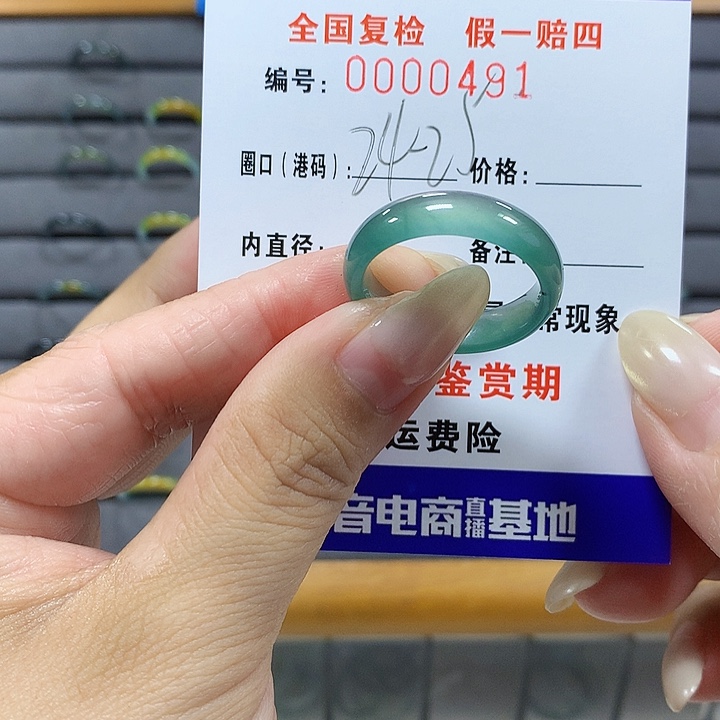 全国复检 假一赔四
编号: 0000491
圈口(港码): 24-25 价格:
内直径: 备注
常现象
鉴赏期
运费险
音电商直播基地